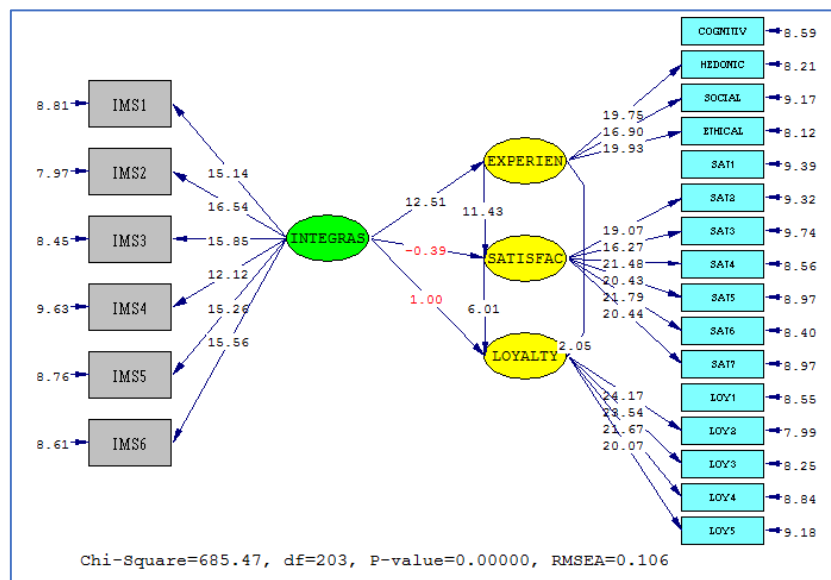 COGNITIV 8.59
HEDONIC 8.21
SOCIAL 9.17
ETHICAL 8.12
SAT1 9.39
SAT2 9.32
SAT3 9.74
SAT4 8.56
SAT5 8.97
SAT6 8.40
SAT7 8.97
LOY1 8.55
LOY2 7.99
LOY3 8.25
LOY4 8.84
LOY5 9.18
8.81 IMS1
7.97 IMS2
8.45 IMS3
9.63 IMS4
8.76 IMS5
8.61 IMS6
15.14
16.54
15.85
12.12
15.26
15.56
INTEGRAS
12.51
-0.39
1.00
EXPERIEN
11.43
SATISFAC
6.01
LOYALTY
2.05
19.75
16.90
19.93
19.07
16.27
21.48
20.43
21.79
20.44
24.17
23.54
21.67
20.07
Chi-Square=685.47, df=203, P-value=0.00000, RMSEA=0.106